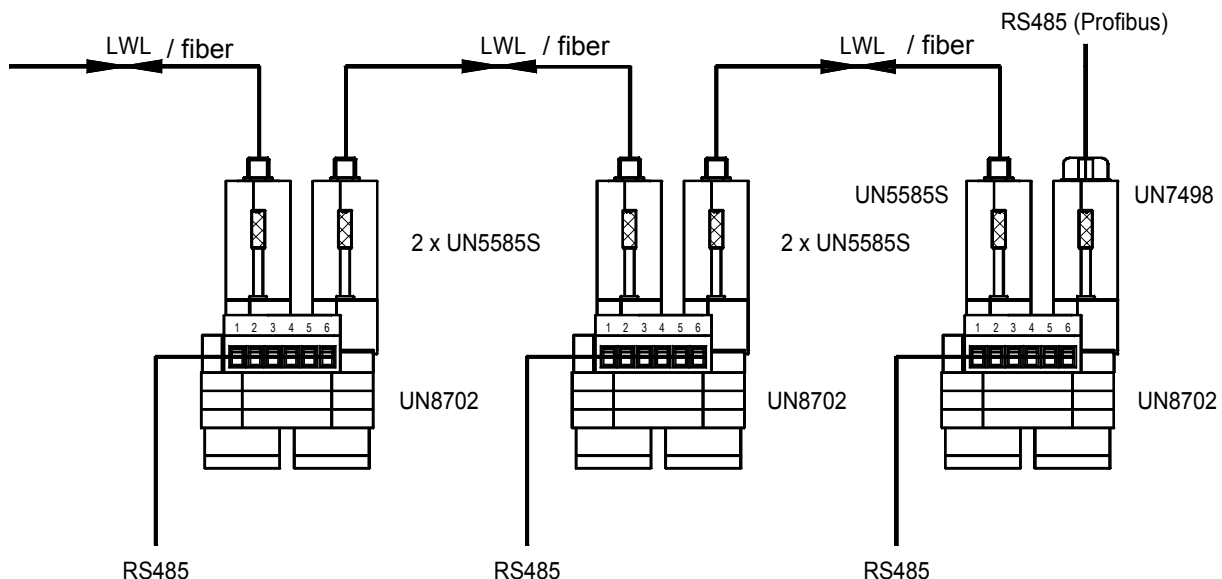 RS485 (Profibus)
LWL / fiber
LWL / fiber
LWL / fiber
UN5585S
UN7498
2 x UN5585S
2 x UN5585S
1 2 3 4 5 6
1 2 3 4 5 6
1 2 3 4 5 6
UN8702
UN8702
UN8702
RS485
RS485
RS485